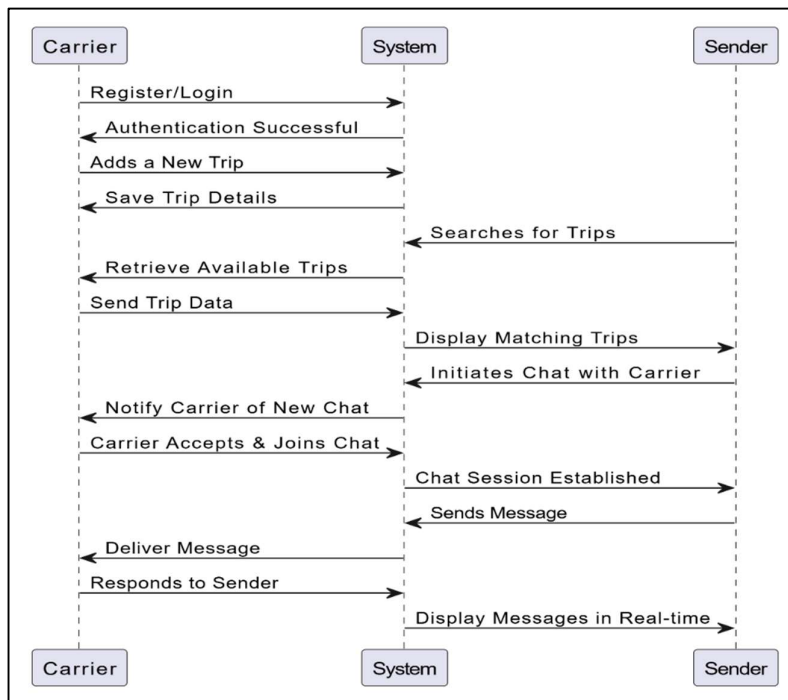 Carrier
System
Sender
Register/Login
Authentication Successful
Adds a New Trip
Save Trip Details
Searches for Trips
Retrieve Available Trips
Send Trip Data
Display Matching Trips
Initiates Chat with Carrier
Notify Carrier of New Chat
Carrier Accepts & Joins Chat
Chat Session Established
Sends Message
Deliver Message
Responds to Sender
Display Messages in Real-time
Carrier
System
Sender